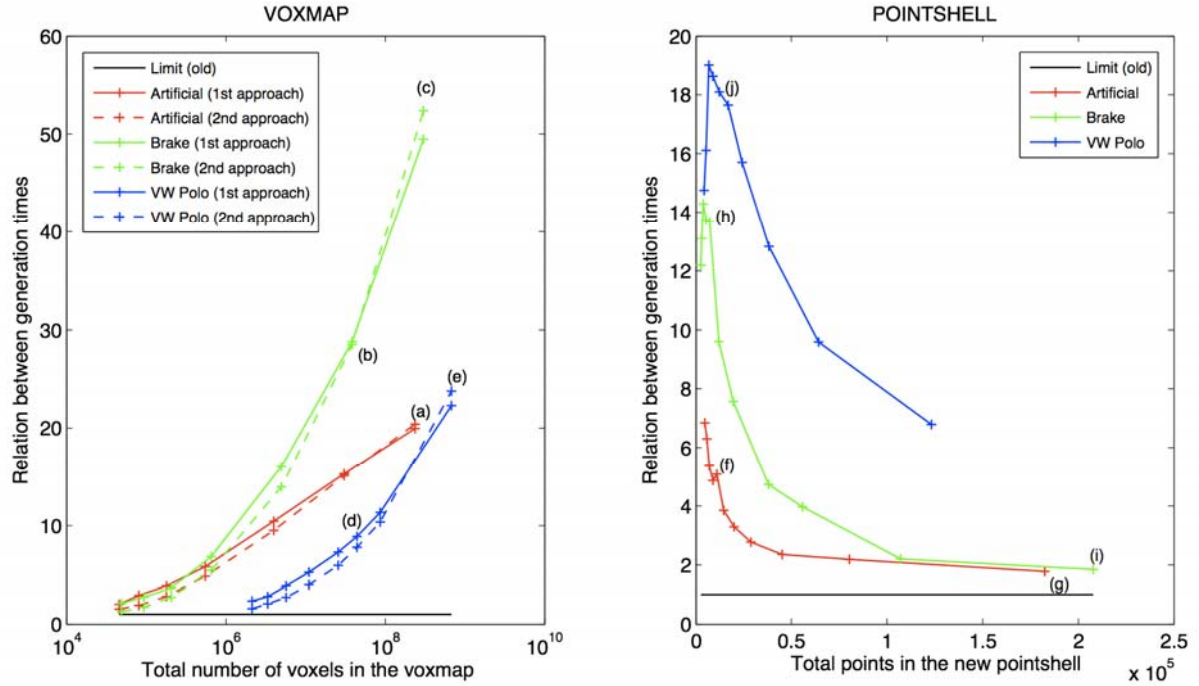 VOXMAP
60
50
40
30
20
10
0
10^4
10^6
10^8
10^10
Relation between generation times
Total number of voxels in the voxmap
Limit (old)
Artificial (1st approach)
Artificial (2nd approach)
Brake (1st approach)
Brake (2nd approach)
VW Polo (1st approach)
VW Polo (2nd approach)
(c)
(b)
(e)
(a)
(d)
POINTSHELL
20
18
16
14
12
10
8
6
4
2
0
0
0.5
1
1.5
2
2.5
x 10^5
Relation between generation times
Total points in the new pointshell
Limit (old)
Artificial
Brake
VW Polo
(j)
(h)
(f)
(i)
(g)